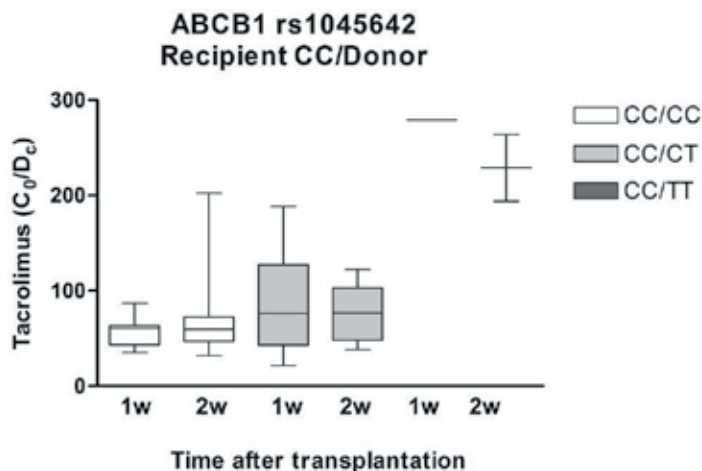 ABCB1 rs1045642
Recipient CC/Donor
Tacrolimus (C₀/D꜀)
300
200
100
0
1w 2w 1w 2w 1w 2w
Time after transplantation
CC/CC
CC/CT
CC/TT